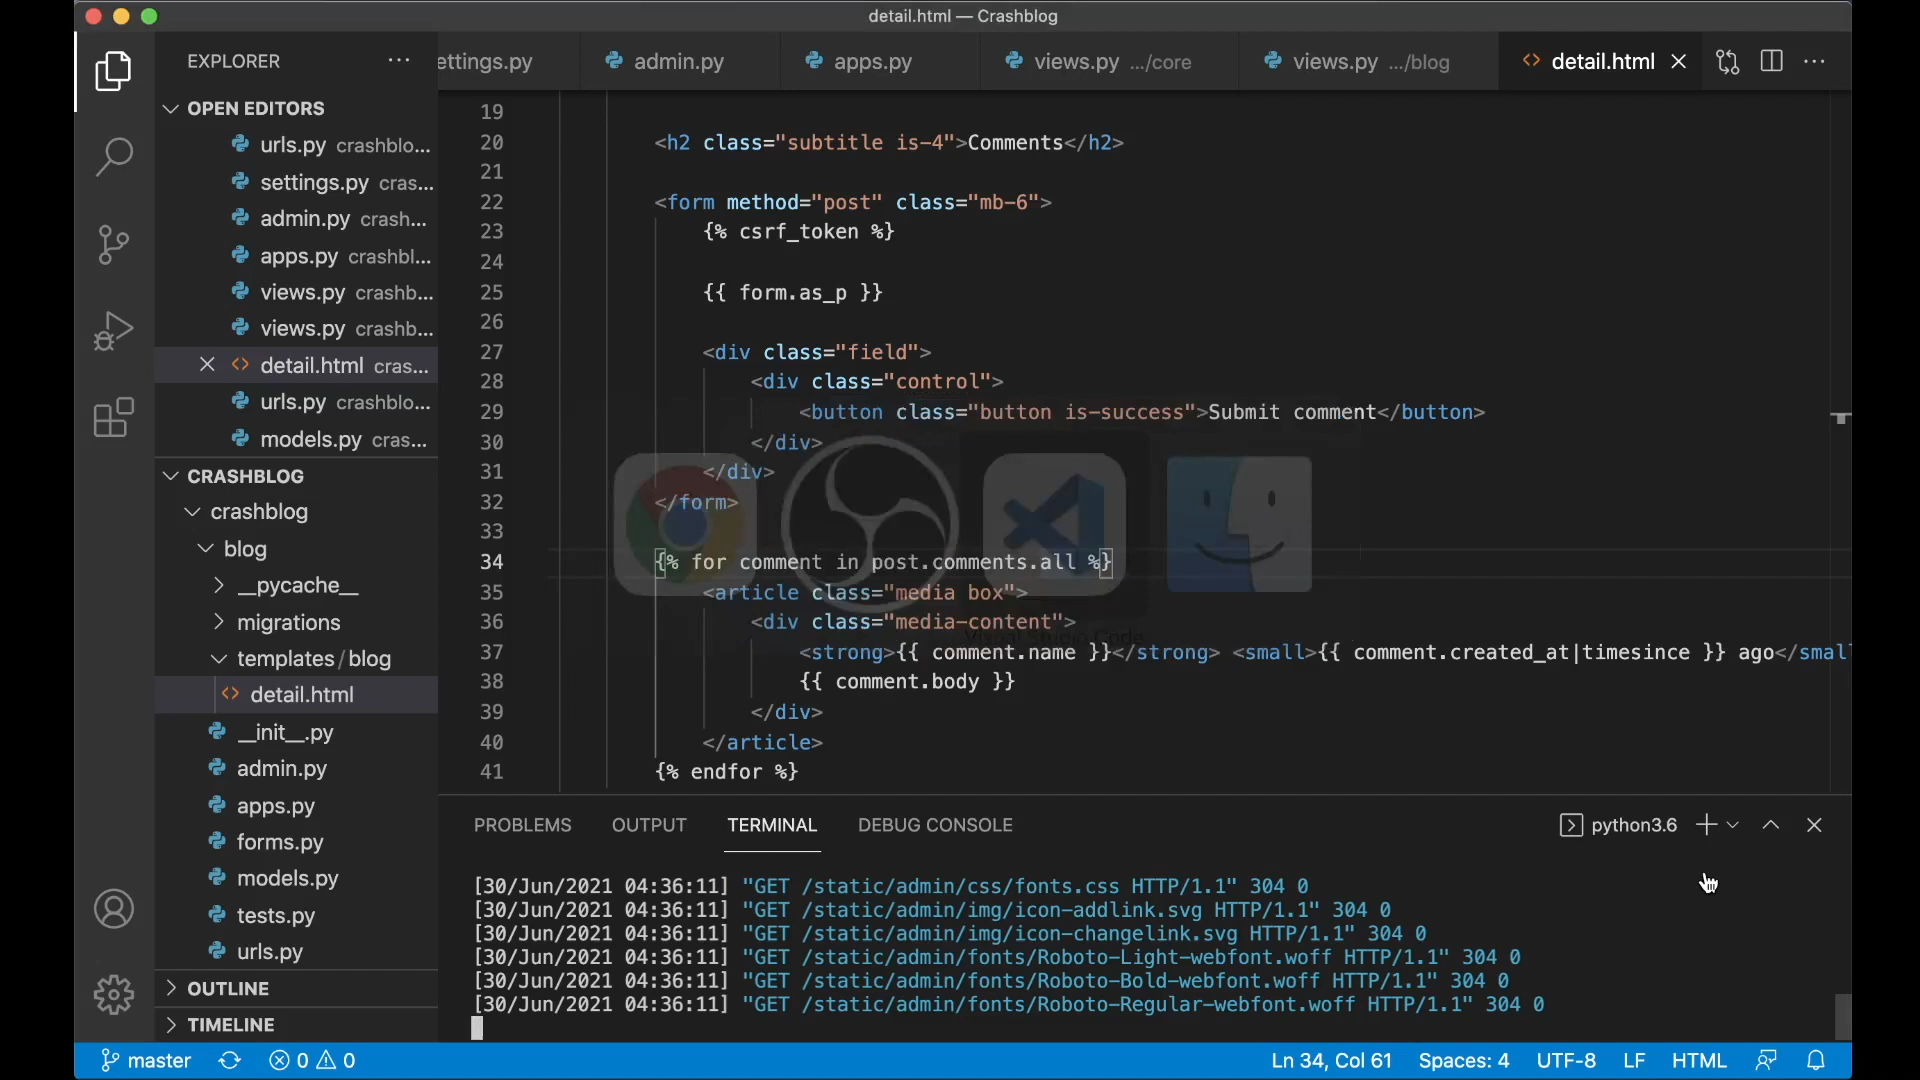 detail.html — Crashblog
EXPLORER
ettings.py
admin.py
apps.py
views.py .../core
views.py .../blog
detail.html
OPEN EDITORS
urls.py crashblo...
settings.py cras...
admin.py crash...
apps.py crashbl...
views.py crashb...
views.py crashb...
detail.html cras...
urls.py crashblo...
models.py cras...
CRASHBLOG
crashblog
blog
__pycache__
migrations
templates/blog
detail.html
__init__.py
admin.py
apps.py
forms.py
models.py
tests.py
urls.py
OUTLINE
TIMELINE
19
20 <h2 class="subtitle is-4">Comments</h2>
21
22 <form method="post" class="mb-6">
23 {% csrf_token %}
24
25 {{ form.as_p }}
26
27 <div class="field">
28 <div class="control">
29 <button class="button is-success">Submit comment</button>
30 </div>
31 </div>
32 </form>
33
34 {% for comment in post.comments.all %}
35 <article class="media box">
36 <div class="media-content">
Visual Studio Code
37 <strong>{{ comment.name }}</strong> <small>{{ comment.created_at|timesince }} ago</smal
38 {{ comment.body }}
39 </div>
40 </article>
41 {% endfor %}
PROBLEMS OUTPUT TERMINAL DEBUG CONSOLE
python3.6
[30/Jun/2021 04:36:11] "GET /static/admin/css/fonts.css HTTP/1.1" 304 0
[30/Jun/2021 04:36:11] "GET /static/admin/img/icon-addlink.svg HTTP/1.1" 304 0
[30/Jun/2021 04:36:11] "GET /static/admin/img/icon-changelink.svg HTTP/1.1" 304 0
[30/Jun/2021 04:36:11] "GET /static/admin/fonts/Roboto-Light-webfont.woff HTTP/1.1" 304 0
[30/Jun/2021 04:36:11] "GET /static/admin/fonts/Roboto-Bold-webfont.woff HTTP/1.1" 304 0
[30/Jun/2021 04:36:11] "GET /static/admin/fonts/Roboto-Regular-webfont.woff HTTP/1.1" 304 0
master
0 0
Ln 34, Col 61 Spaces: 4 UTF-8 LF HTML